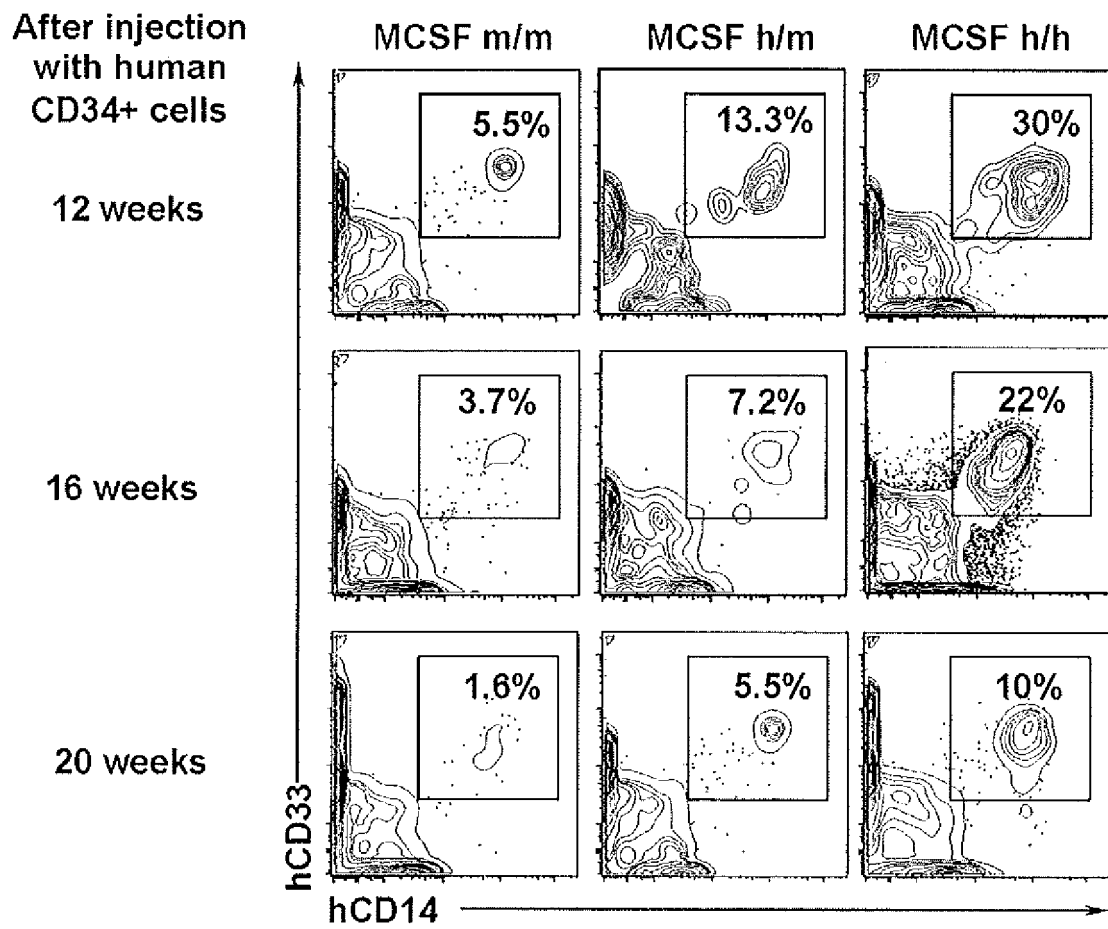 After injection
with human
CD34+ cells
MCSF m/m
MCSF h/m
MCSF h/h
12 weeks
5.5%
13.3%
30%
16 weeks
3.7%
7.2%
22%
20 weeks
1.6%
5.5%
10%
hCD33
hCD14